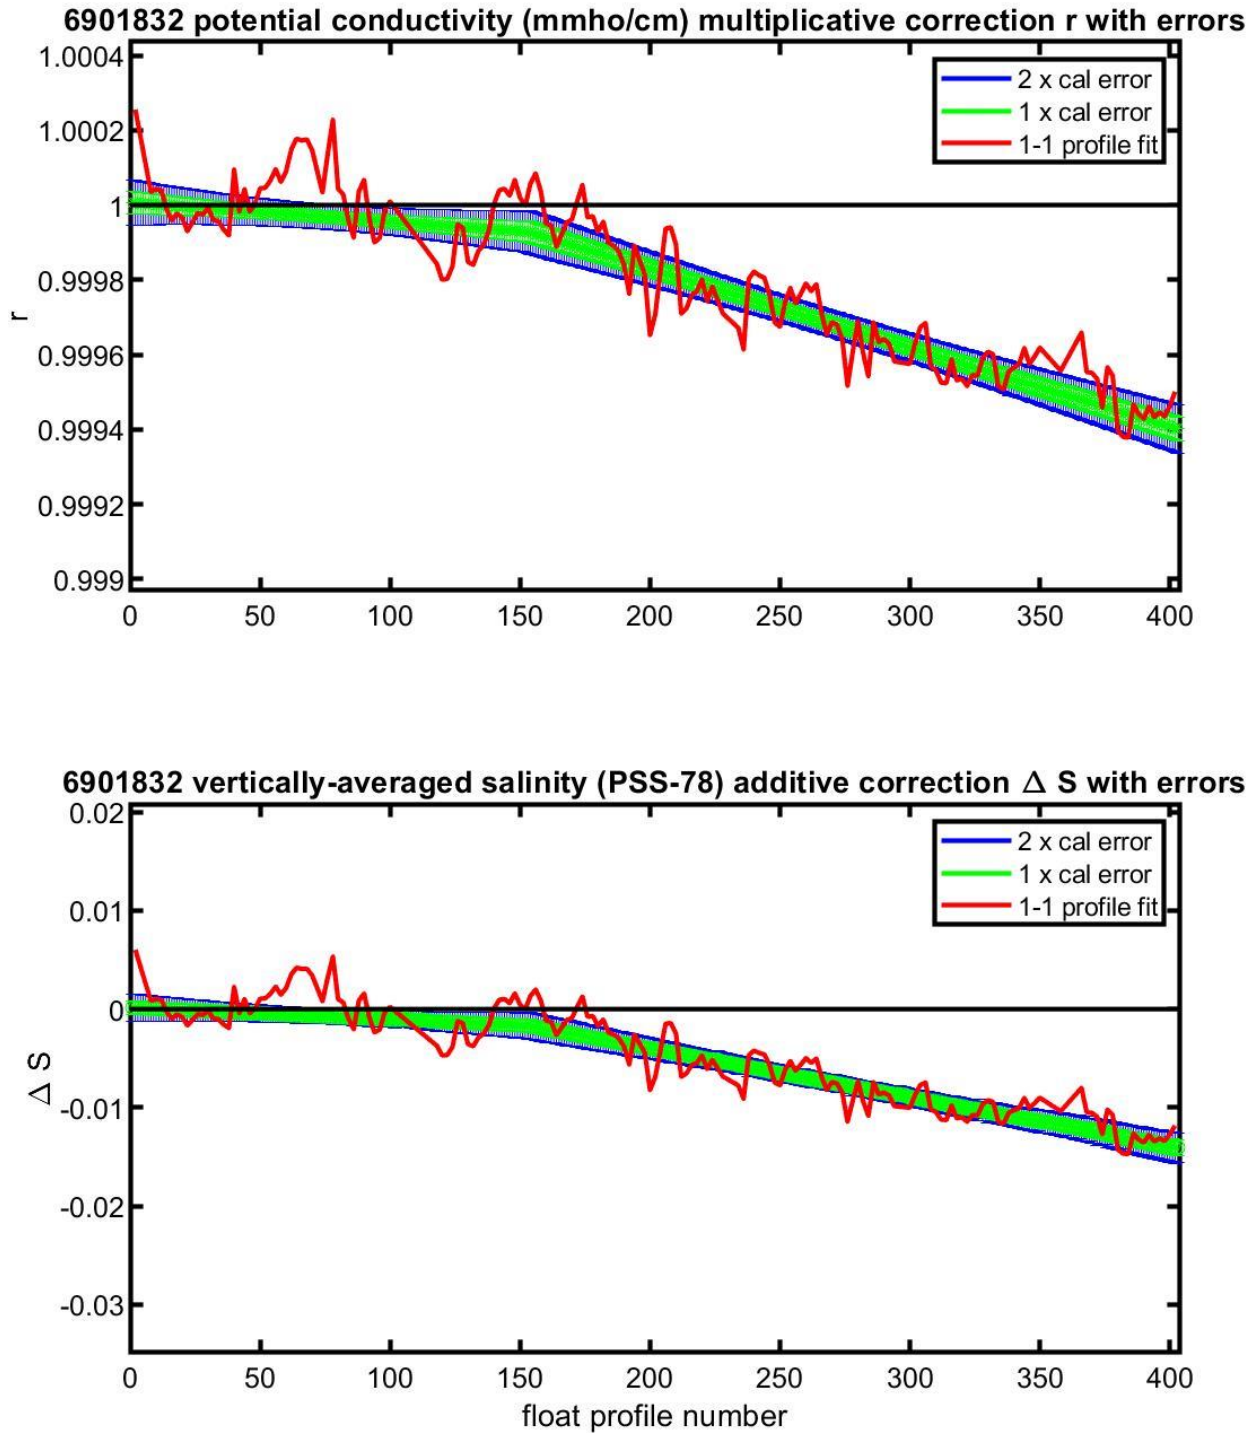 6901832 potential conductivity (mmho/cm) multiplicative correction r with errors
1.0004
1.0002
1
0.9998
0.9996
0.9994
0.9992
0.999
r
2 x cal error
1 x cal error
1-1 profile fit
0 50 100 150 200 250 300 350 400
6901832 vertically-averaged salinity (PSS-78) additive correction Δ S with errors
0.02
0.01
0
-0.01
-0.02
-0.03
Δ S
2 x cal error
1 x cal error
1-1 profile fit
0 50 100 150 200 250 300 350 400
float profile number